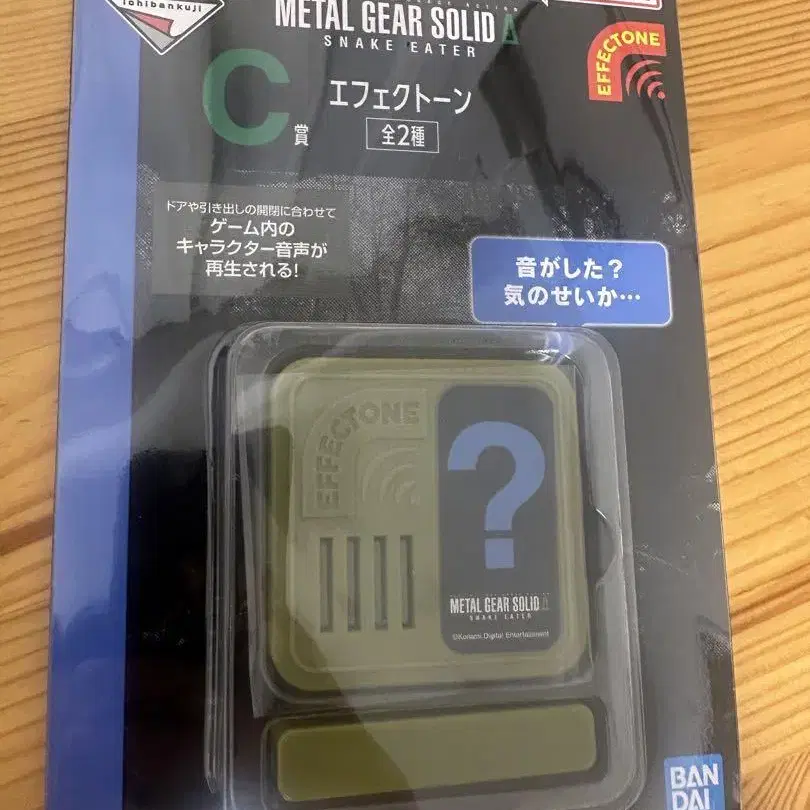 ichibankuji
METAL GEAR SOLID Δ
SNAKE EATER
EFFECTONE
C賞
エフェクトーン
全2種
ドアや引き出しの開閉に合わせて
ゲーム内の
キャラクター音声が
再生される!
音がした?
気のせいか…
EFFECTONE
?
METAL GEAR SOLID Δ
SNAKE EATER
©Konami Digital Entertainment
BAN
DAI